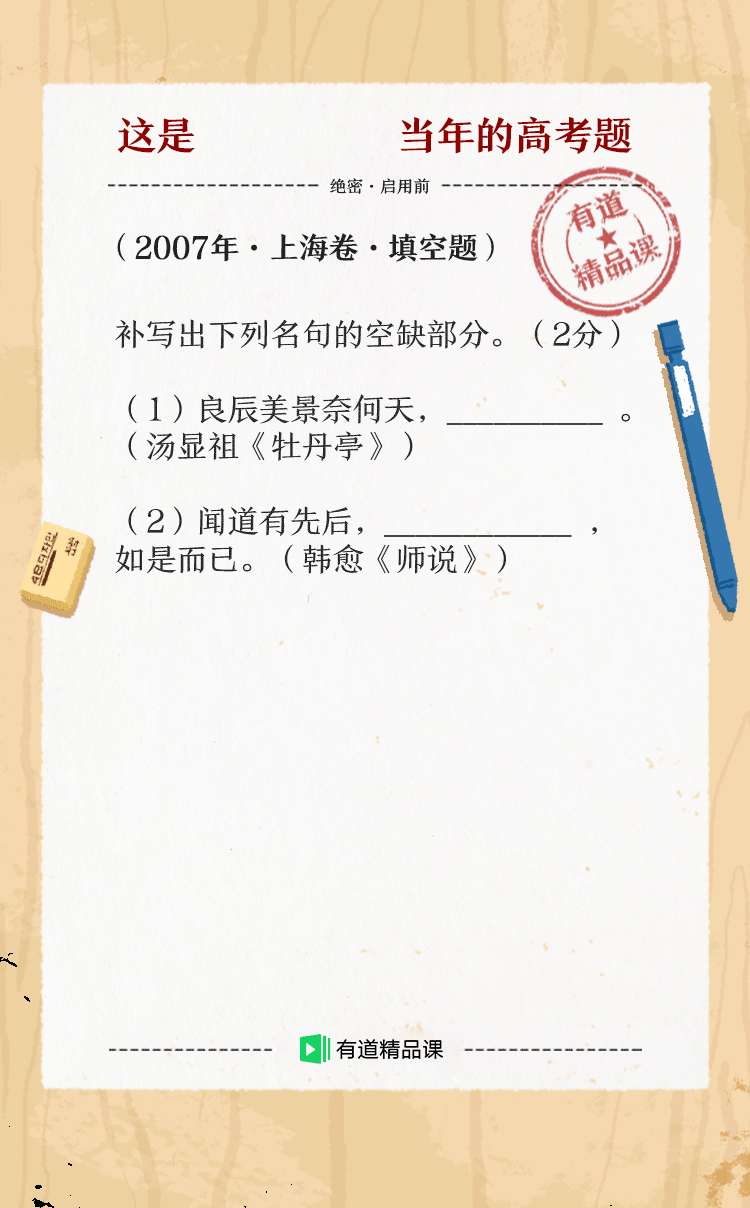 这是 当年的高考题
绝密·启用前
有道
精品课
（2007年·上海卷·填空题）
补写出下列名句的空缺部分。（2分）
（1）良辰美景奈何天，__________ 。
（汤显祖《牡丹亭》）
（2）闻道有先后，____________ ，
如是而已。（韩愈《师说》）
有道精品课